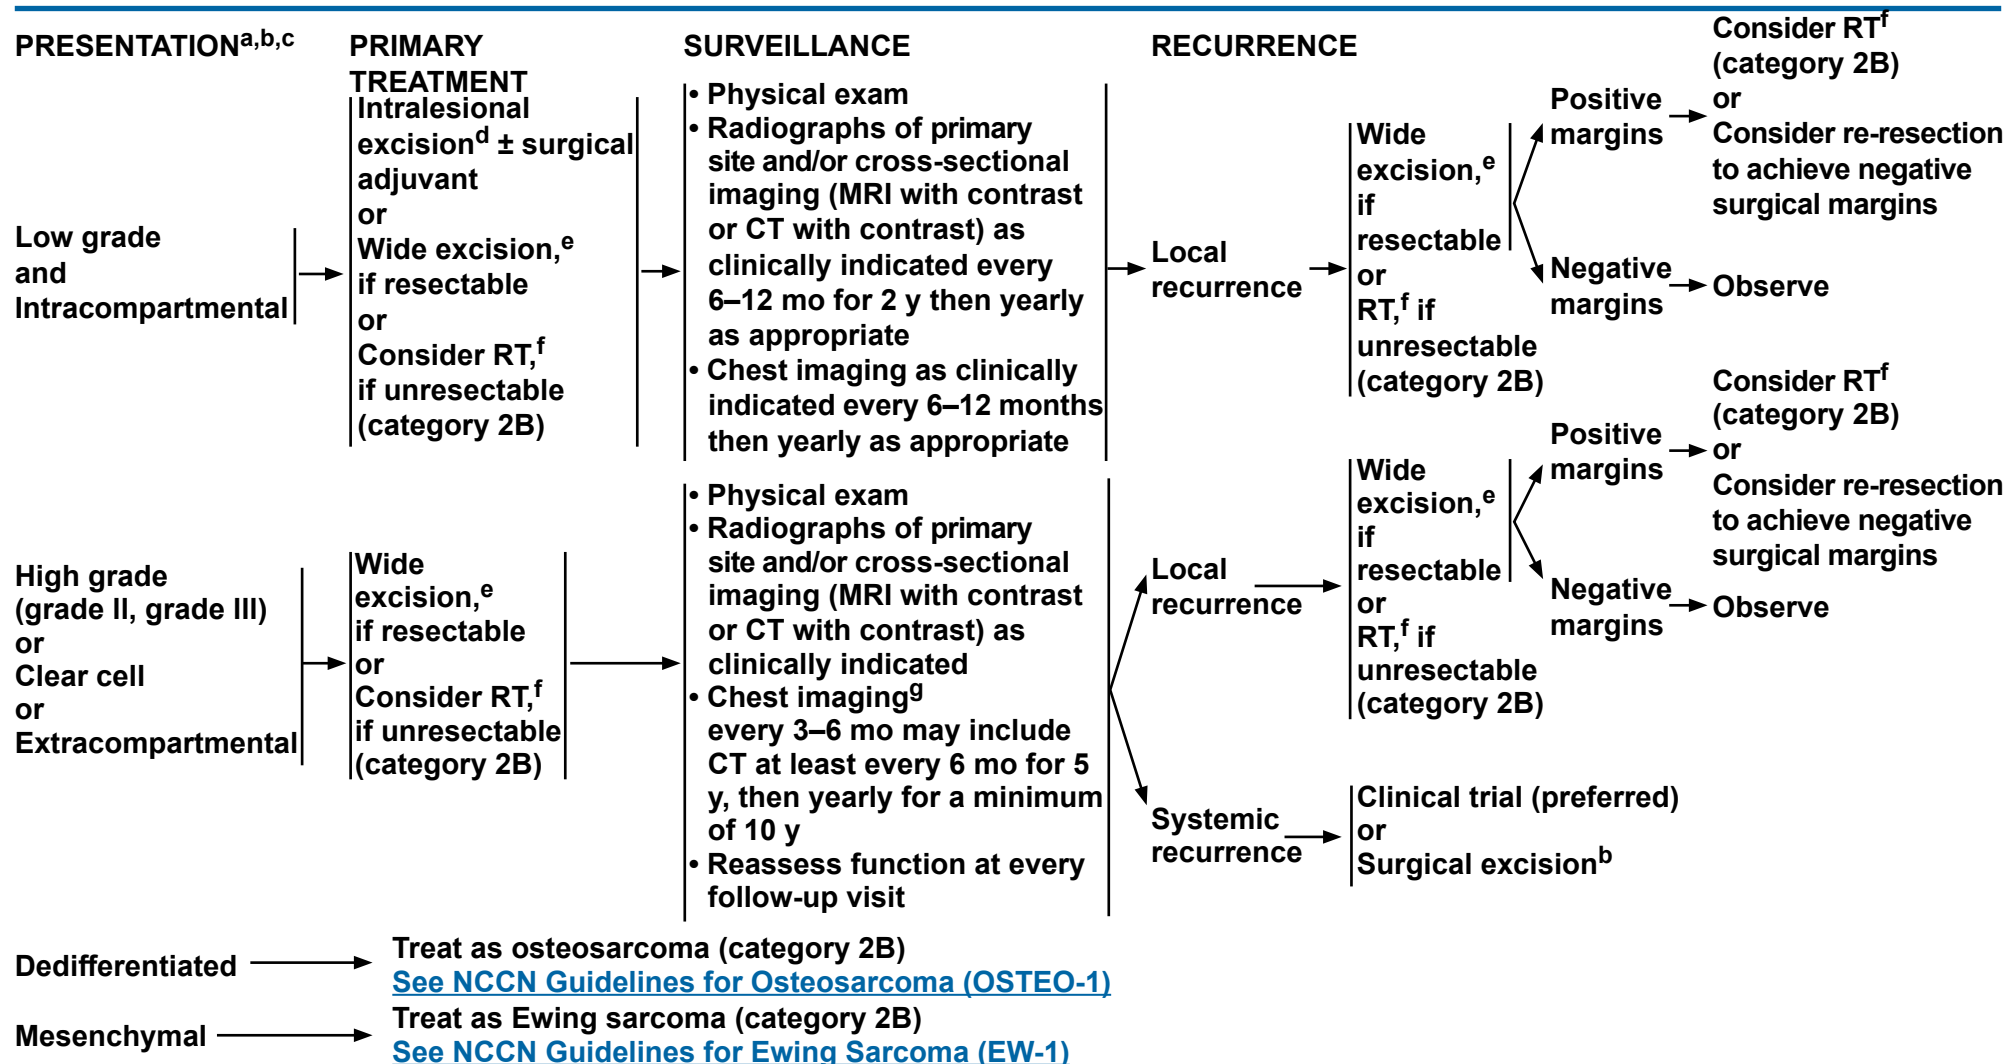 PRESENTATIONa,b,c
PRIMARY
TREATMENT
SURVEILLANCE
RECURRENCE
Low grade
and
Intracompartmental
Intralesional
excisiond ± surgical
adjuvant
or
Wide excision,e
if resectable
or
Consider RT,f
if unresectable
(category 2B)
• Physical exam
• Radiographs of primary
site and/or cross-sectional
imaging (MRI with contrast
or CT with contrast) as
clinically indicated every
6–12 mo for 2 y then yearly
as appropriate
• Chest imaging as clinically
indicated every 6–12 months
then yearly as appropriate
Local
recurrence
Wide
excision,e
if
resectable
or
RT,f if
unresectable
(category 2B)
Positive
margins
Consider RTf
(category 2B)
or
Consider re-resection
to achieve negative
surgical margins
Negative
margins
Observe
High grade
(grade II, grade III)
or
Clear cell
or
Extracompartmental
Wide
excision,e
if resectable
or
Consider RT,f
if unresectable
(category 2B)
• Physical exam
• Radiographs of primary
site and/or cross-sectional
imaging (MRI with contrast
or CT with contrast) as
clinically indicated
• Chest imagingg
every 3–6 mo may include
CT at least every 6 mo for 5
y, then yearly for a minimum
of 10 y
• Reassess function at every
follow-up visit
Local
recurrence
Wide
excision,e
if
resectable
or
RT,f if
unresectable
(category 2B)
Positive
margins
Consider RTf
(category 2B)
or
Consider re-resection
to achieve negative
surgical margins
Negative
margins
Observe
Systemic
recurrence
Clinical trial (preferred)
or
Surgical excisionb
Dedifferentiated
Treat as osteosarcoma (category 2B)
See NCCN Guidelines for Osteosarcoma (OSTEO-1)
Mesenchymal
Treat as Ewing sarcoma (category 2B)
See NCCN Guidelines for Ewing Sarcoma (EW-1)